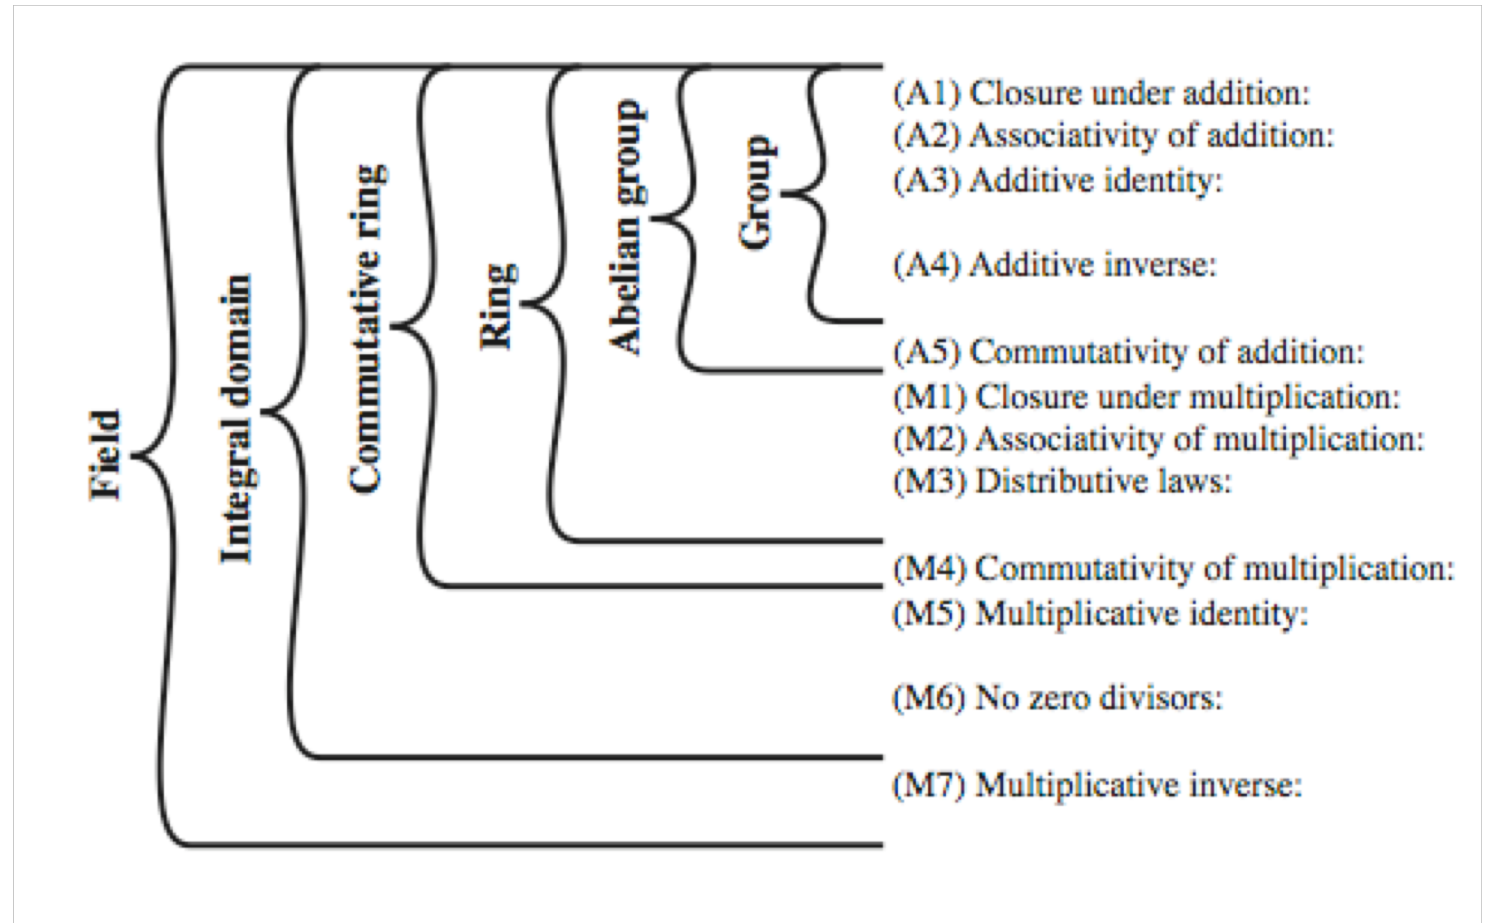 Field
Integral domain
Commutative ring
Ring
Abelian group
Group
(A1) Closure under addition:
(A2) Associativity of addition:
(A3) Additive identity:
(A4) Additive inverse:
(A5) Commutativity of addition:
(M1) Closure under multiplication:
(M2) Associativity of multiplication:
(M3) Distributive laws:
(M4) Commutativity of multiplication:
(M5) Multiplicative identity:
(M6) No zero divisors:
(M7) Multiplicative inverse: